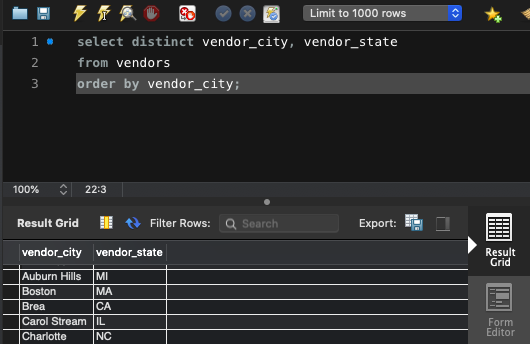 Limit to 1000 rows
1 select distinct vendor_city, vendor_state
2 from vendors
3 order by vendor_city;
100% 22:3
Result Grid Filter Rows: Search Export:
vendor_city vendor_state
Auburn Hills MI
Boston MA
Brea CA
Carol Stream IL
Charlotte NC
Result
Grid
Form
Editor